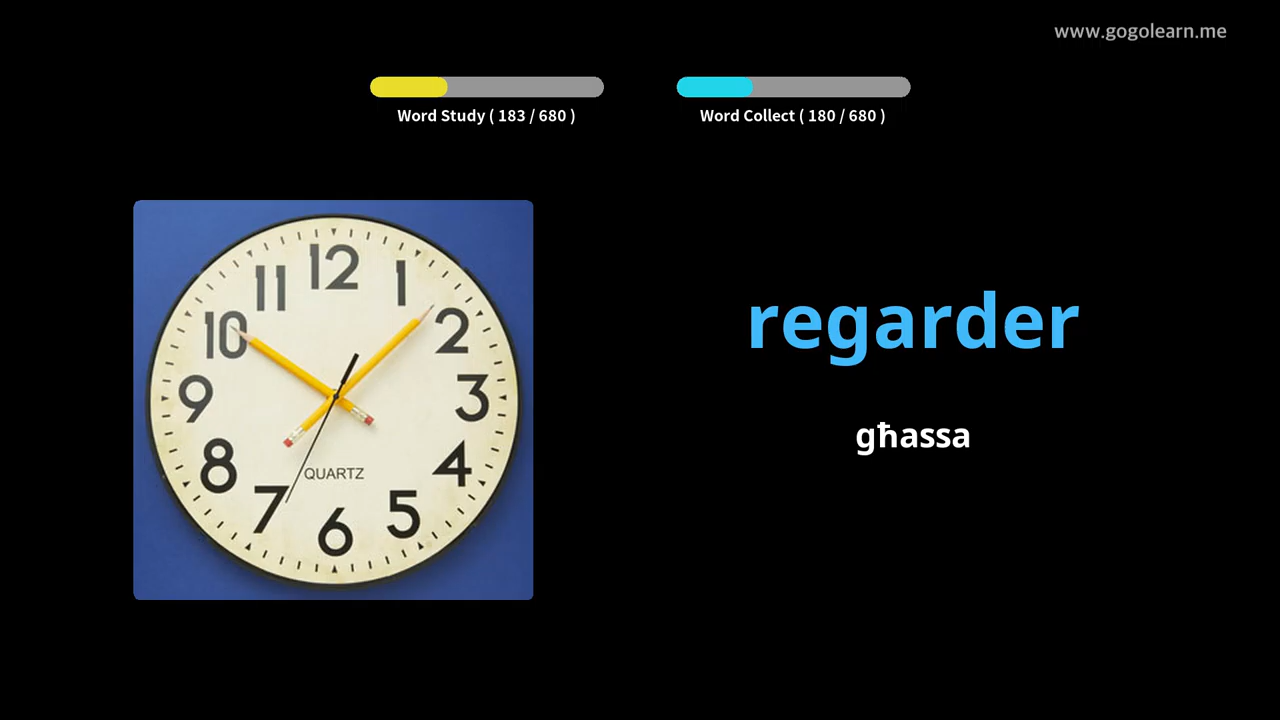 www.gogolearn.me
Word Study ( 183 / 680 )
Word Collect ( 180 / 680 )
12
11
1
10
2
9
3
8
4
QUARTZ
7
5
6
regarder
għassa